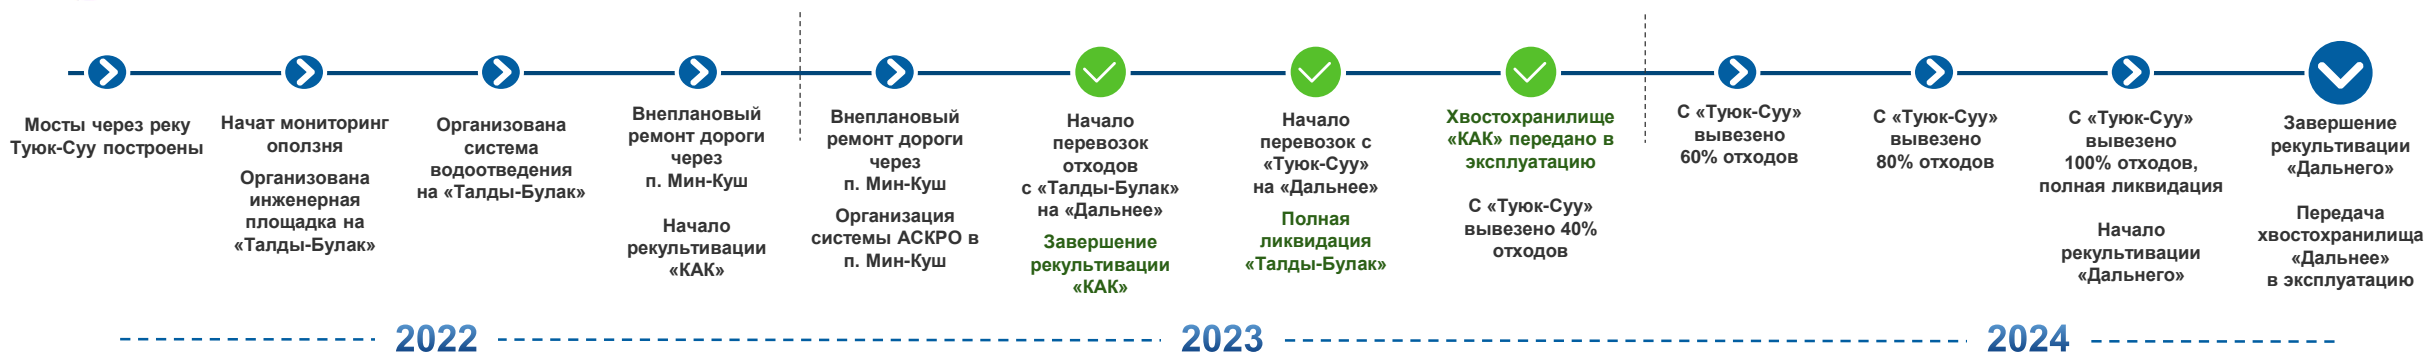 Мосты через реку
Туюк-Суу построены
Начат мониторинг
оползня
Организована
инженерная
площадка на
«Талды-Булак»
Организована
система
водоотведения
на «Талды-Булак»
Внеплановый
ремонт дороги
через
п. Мин-Куш
Начало
рекультивации
«КАК»
Внеплановый
ремонт дороги
через
п. Мин-Куш
Организация
системы АСКРО в
п. Мин-Куш
Начало
перевозок
отходов
с «Талды-Булак»
на «Дальнее»
Завершение
рекультивации
«КАК»
Начало
перевозок с
«Туюк-Суу»
на «Дальнее»
Полная
ликвидация
«Талды-Булак»
Хвостохранилище
«КАК» передано в
эксплуатацию
С «Туюк-Суу»
вывезено 40%
отходов
С «Туюк-Суу»
вывезено
60% отходов
С «Туюк-Суу»
вывезено
80% отходов
С «Туюк-Суу»
вывезено
100% отходов,
полная ликвидация
Начало
рекультивации
«Дальнего»
Завершение
рекультивации
«Дальнего»
Передача
хвостохранилища
«Дальнее»
в эксплуатацию
2022
2023
2024